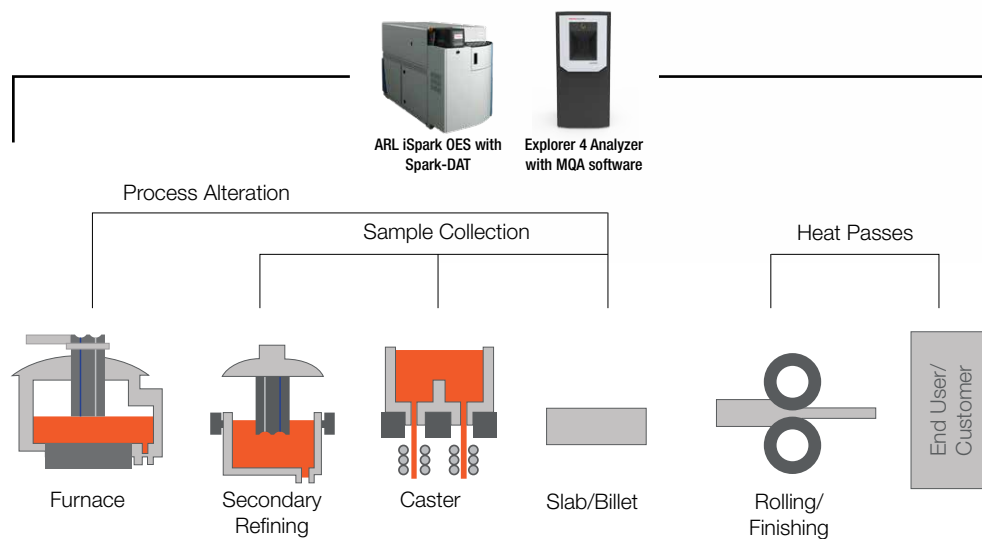 ARL iSpark OES with
Spark-DAT
Explorer 4 Analyzer
with MQA software
Process Alteration
Sample Collection
Heat Passes
Furnace
Secondary
Refining
Caster
Slab/Billet
Rolling/
Finishing
End User/
Customer